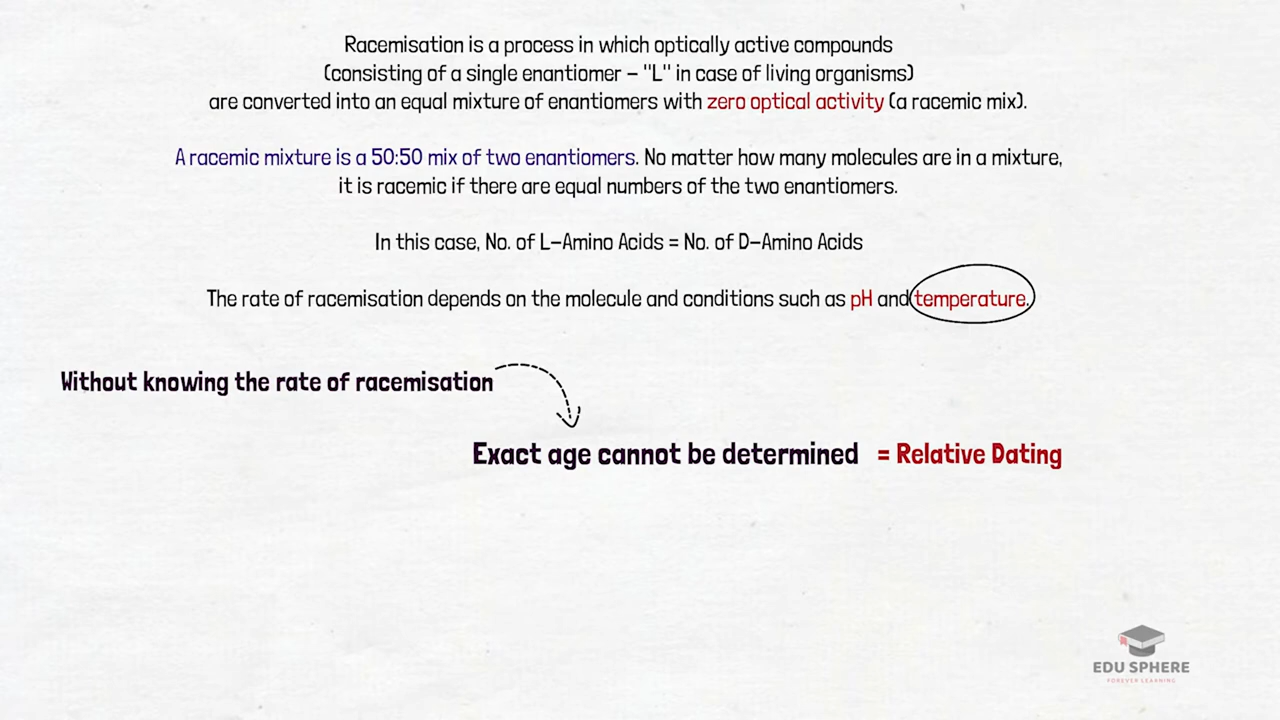 Racemisation is a process in which optically active compounds
(consisting of a single enantiomer – "L" in case of living organisms)
are converted into an equal mixture of enantiomers with zero optical activity (a racemic mix).
A racemic mixture is a 50:50 mix of two enantiomers. No matter how many molecules are in a mixture,
it is racemic if there are equal numbers of the two enantiomers.
In this case, No. of L–Amino Acids = No. of D–Amino Acids
The rate of racemisation depends on the molecule and conditions such as pH and temperature.
Without knowing the rate of racemisation
Exact age cannot be determined = Relative Dating
EDU SPHERE
FOREVER LEARNING